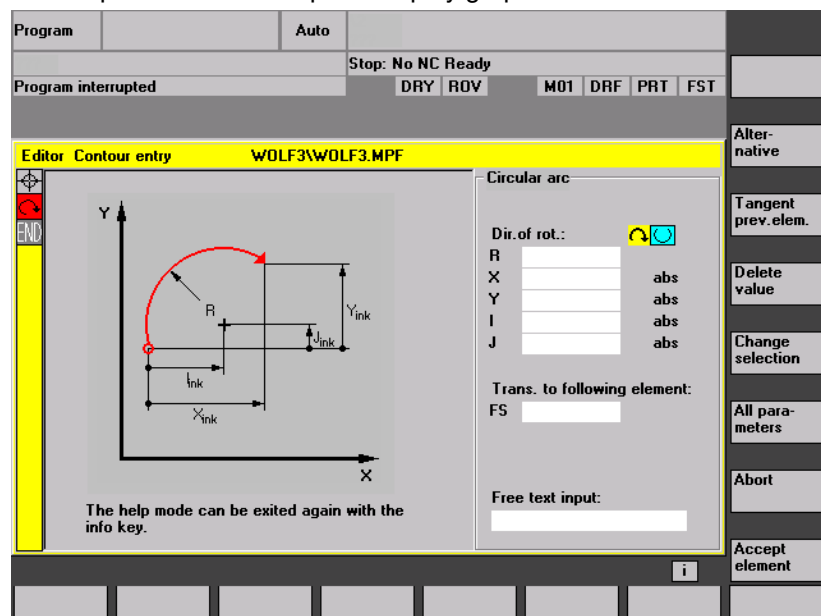 Program Auto
Stop: No NC Ready
Program interrupted DRY ROV M01 DRF PRT FST
Editor Contour entry WOLF3\WOLF3.MPF
END
Y
R
Yink
Jink
Iink
Xink
X
The help mode can be exited again with the
info key.
Circular arc
Dir.of rot.:
R
X abs
Y abs
I abs
J abs
Trans. to following element:
FS
Free text input:
i
Alter-
native
Tangent
prev.elem.
Delete
value
Change
selection
All para-
meters
Abort
Accept
element